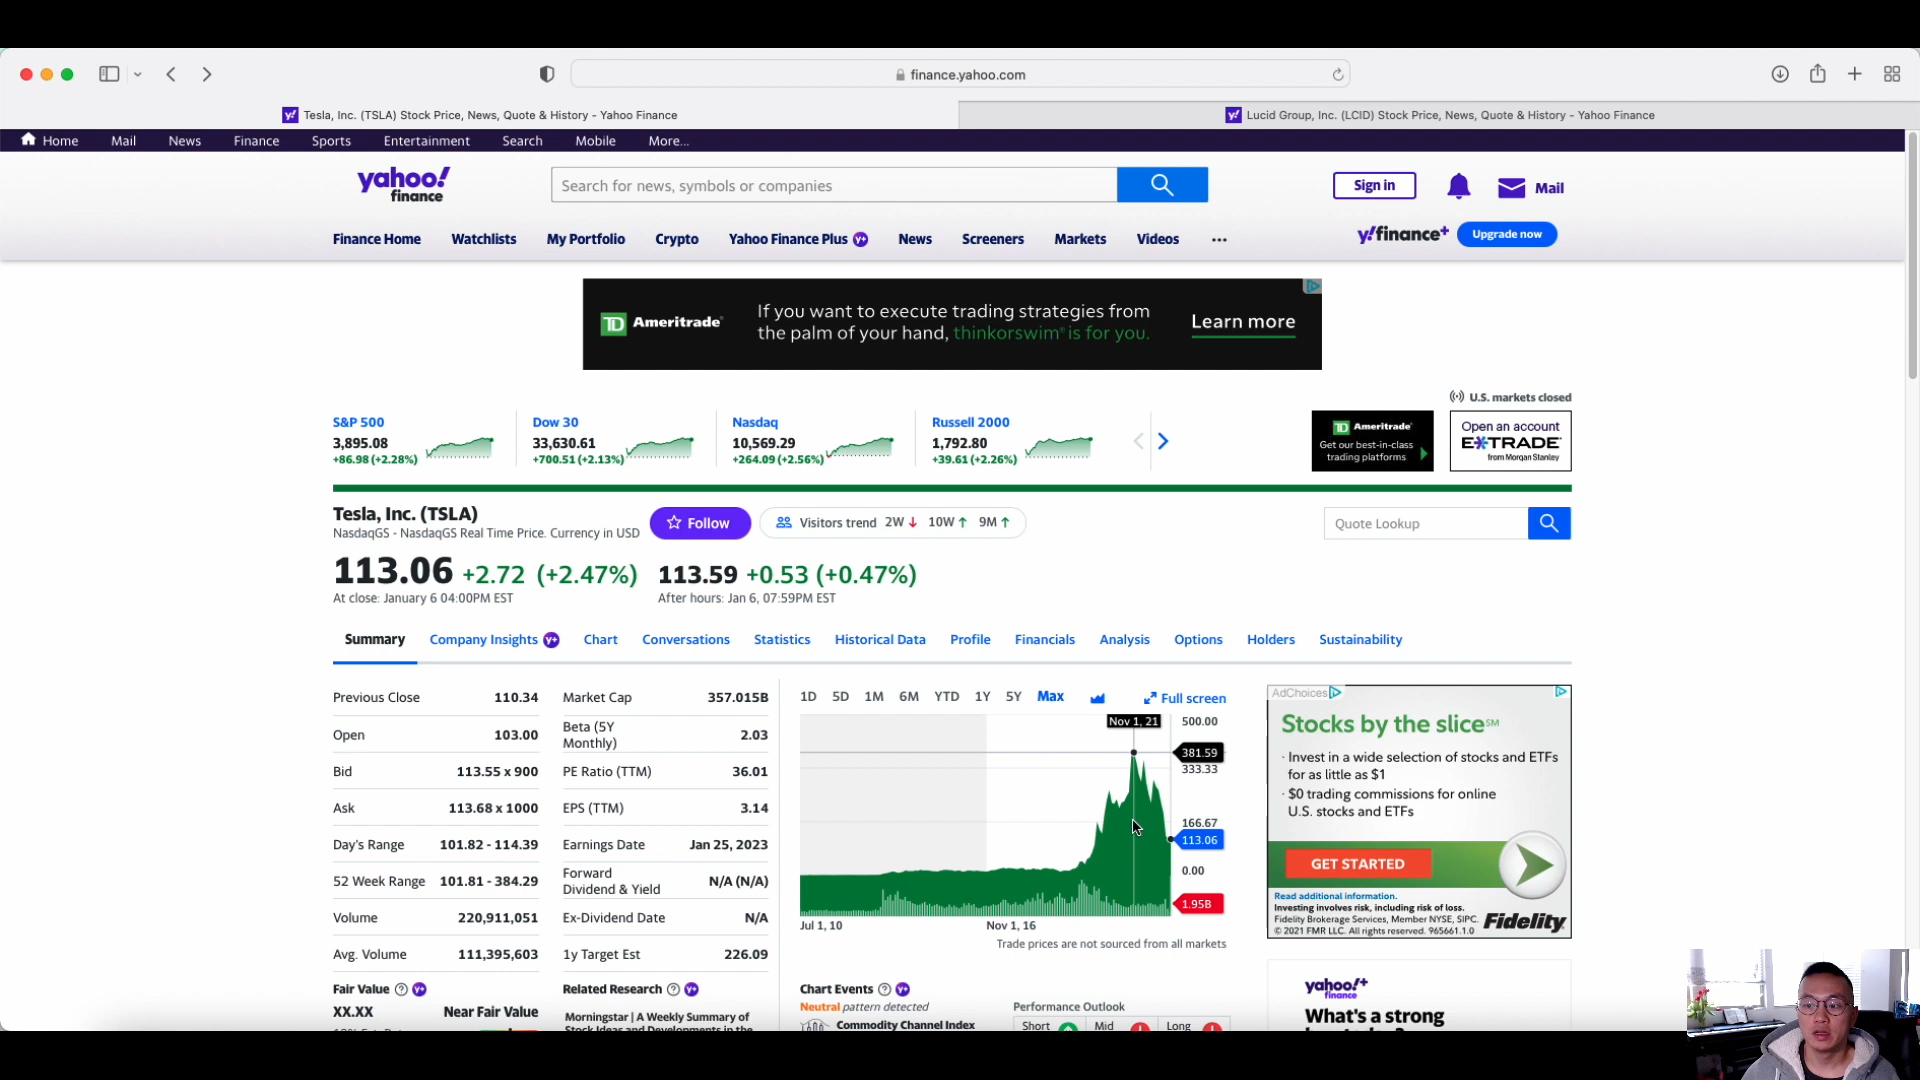 finance.yahoo.com
Tesla, Inc. (TSLA) Stock Price, News, Quote & History - Yahoo Finance
Lucid Group, Inc. (LCID) Stock Price, News, Quote & History - Yahoo Finance
Home Mail News Finance Sports Entertainment Search Mobile More...
yahoo!
finance
Search for news, symbols or companies
Sign in
Mail
Finance Home Watchlists My Portfolio Crypto Yahoo Finance Plus News Screeners Markets Videos ...
y!finance+ Upgrade now
TD Ameritrade
If you want to execute trading strategies from
the palm of your hand, thinkorswim® is for you.
Learn more
U.S. markets closed
S&P 500
3,895.08
+86.98 (+2.28%)
Dow 30
33,630.61
+700.51 (+2.13%)
Nasdaq
10,569.29
+264.09 (+2.56%)
Russell 2000
1,792.80
+39.61 (+2.26%)
TD Ameritrade
Get our best-in-class
trading platforms
Open an account
E*TRADE
from Morgan Stanley
Tesla, Inc. (TSLA)
NasdaqGS - NasdaqGS Real Time Price. Currency in USD
Follow
Visitors trend 2W 10W 9M
Quote Lookup
113.06 +2.72 (+2.47%)
At close: January 6 04:00PM EST
113.59 +0.53 (+0.47%)
After hours: Jan 6, 07:59PM EST
Summary Company Insights Y+ Chart Conversations Statistics Historical Data Profile Financials Analysis Options Holders Sustainability
Previous Close 110.34
Open 103.00
Bid 113.55 x 900
Ask 113.68 x 1000
Day's Range 101.82 - 114.39
52 Week Range 101.81 - 384.29
Volume 220,911,051
Avg. Volume 111,395,603
Market Cap 357.015B
Beta (5Y
Monthly) 2.03
PE Ratio (TTM) 36.01
EPS (TTM) 3.14
Earnings Date Jan 25, 2023
Forward
Dividend & Yield N/A (N/A)
Ex-Dividend Date N/A
1y Target Est 226.09
1D 5D 1M 6M YTD 1Y 5Y Max Full screen
Nov 1, 21
500.00
381.59
333.33
166.67
113.06
0.00
1.95B
Jul 1, 10 Nov 1, 16
Trade prices are not sourced from all markets
AdChoices
Stocks by the slice℠
· Invest in a wide selection of stocks and ETFs
for as little as $1
· $0 trading commissions for online
U.S. stocks and ETFs
GET STARTED
Read additional information.
Investing involves risk, including risk of loss.
Fidelity Brokerage Services, Member NYSE, SIPC.
© 2021 FMR LLC. All rights reserved. 965661.1.0
Fidelity
Fair Value
XX.XX Near Fair Value
Related Research
Morningstar | A Weekly Summary of
Stock Ideas and Developments in the
Chart Events
Neutral pattern detected
Commodity Channel Index
Performance Outlook
Short Mid Long
yahoo!+
finance
What's a strong